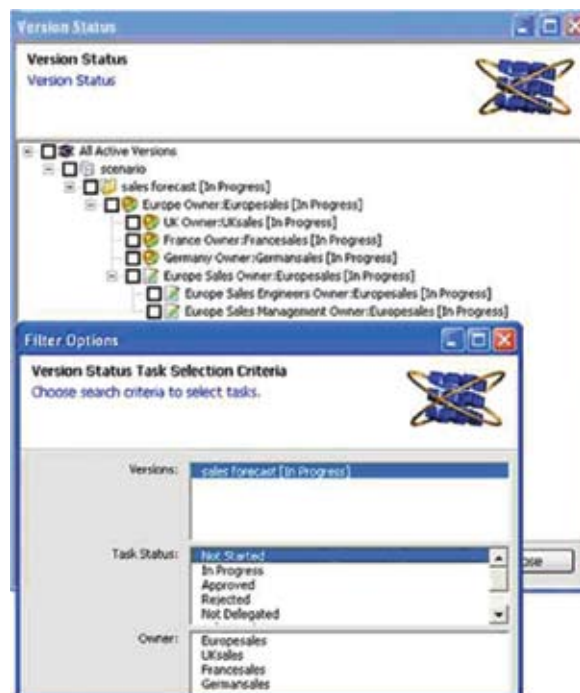 Version Status
Version Status
Version Status
All Active Versions
scenario
sales forecast [In Progress]
Europe Owner:Europesales [In Progress]
UK Owner:UKsales [In Progress]
France Owner:Francesales [In Progress]
Germany Owner:Germansales [In Progress]
Europe Sales Owner:Europesales [In Progress]
Europe Sales Engineers Owner:Europesales [In Progress]
Europe Sales Management Owner:Europesales [In Progress]
Filter Options
Version Status Task Selection Criteria
Choose search criteria to select tasks.
Versions: sales forecast [In Progress]
Task Status: Not Started
In Progress
Approved
Rejected
Not Delegated
ose
Owner: Europesales
UKsales
Francesales
Germansales